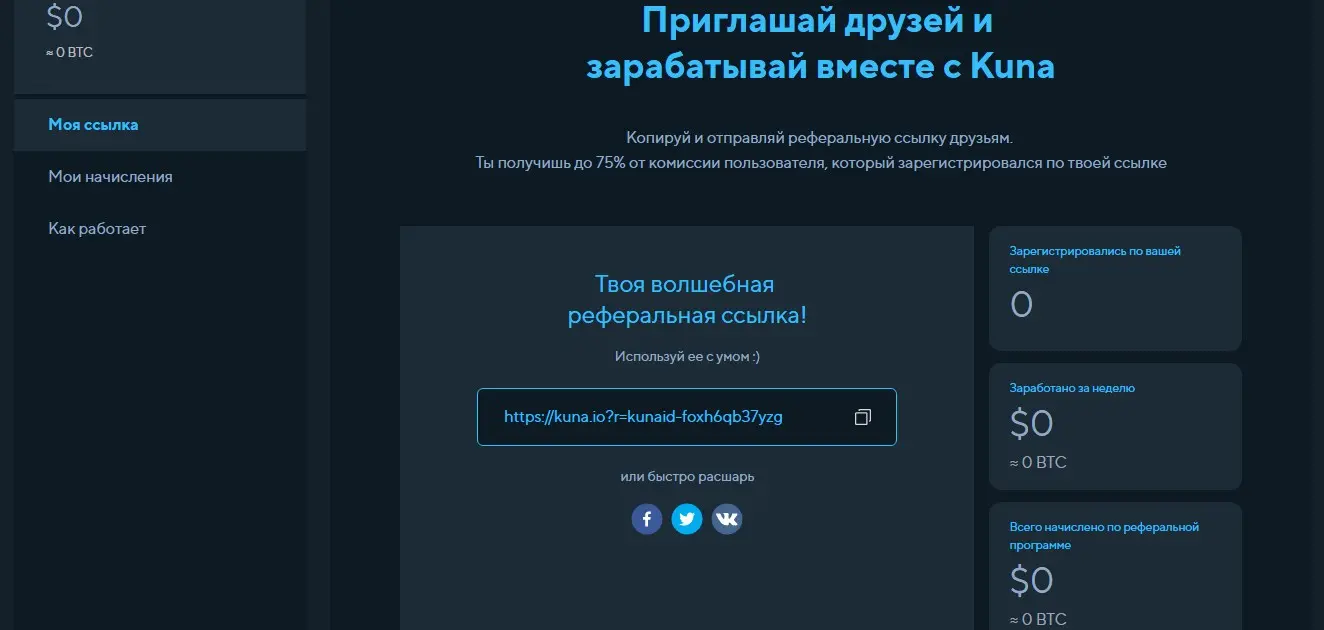 $0
≈ 0 BTC
Моя ссылка
Мои начисления
Как работает
Приглашай друзей и
зарабатывай вместе с Kuna
Копируй и отправляй реферальную ссылку друзьям.
Ты получишь до 75% от комиссии пользователя, который зарегистрировался по твоей ссылке
Твоя волшебная
реферальная ссылка!
Используй ее с умом :)
https://kuna.io?r=kunaid-foxh6qb37yzg
или быстро расшарь
Зарегистрировались по вашей
ссылке
0
Заработано за неделю
$0
≈ 0 BTC
Всего начислено по реферальной
программе
$0
≈ 0 BTC